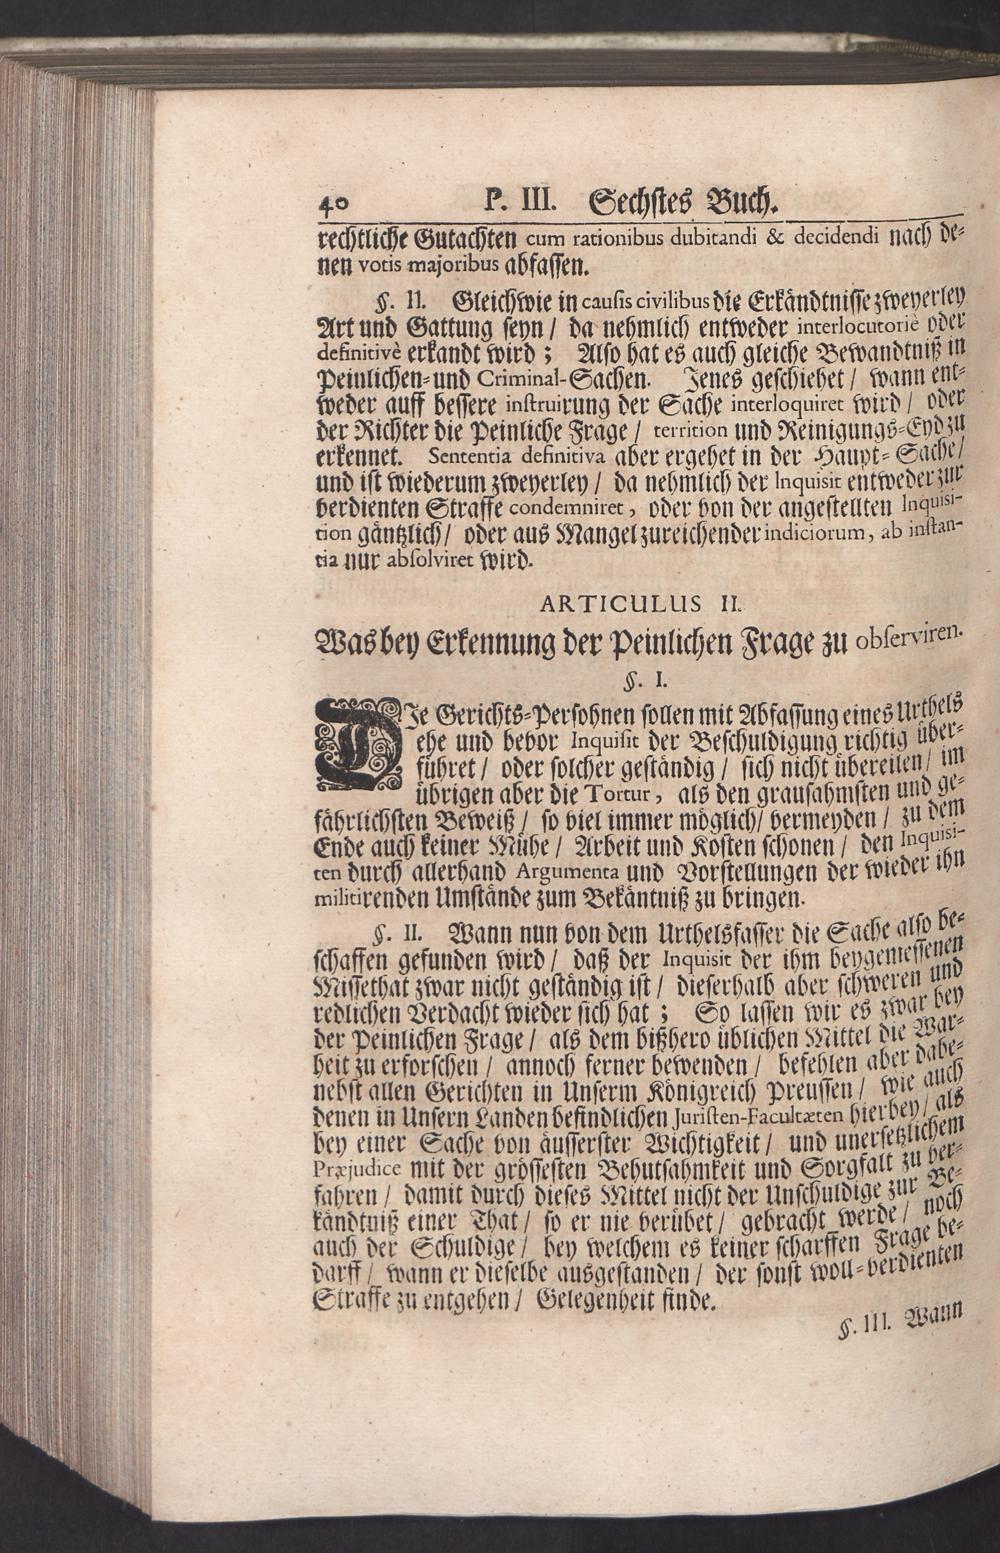 40 P. III. Sechstes Buch.
rechtliche Gutachten cum rationibus dubitandi & decidendi nach de-
nen votis majoribus abfassen.
§. II. Gleichwie in causis civilibus die Erkändtnisse zweyerley
Art und Gattung seyn / da nehmlich entweder interlocutoriè oder
definitivè erkandt wird ; Also hat es auch gleiche Bewandtniß in
Peinlichen- und Criminal-Sachen. Jenes geschiehet / wann ent-
weder auff bessere instruirung der Sache interloquiret wird / oder
der Richter die Peinliche Frage / territion und Reinigungs-Eyd zu
erkennet. Sententia definitiva aber ergehet in der Haupt-Sache /
und ist wiederum zweyerley / da nehmlich der Inquisit entweder zur
verdienten Straffe condemniret, oder von der angestellten Inquisi-
tion gäntzlich / oder aus Mangel zureichender indiciorum, ab instan-
tia nur absolviret wird.
ARTICULUS II.
Was bey Erkennung der Peinlichen Frage zu observiren.
§. I.
DJe Gerichts-Persohnen sollen mit Abfassung eines Urthels
ehe und bevor Inquisit der Beschuldigung richtig über-
führet / oder solcher geständig / sich nicht übereilen / im
übrigen aber die Tortur, als den grausahmsten und ge-
fährlichsten Beweiß / so viel immer möglich / vermeyden / zu dem
Ende auch keiner Mühe / Arbeit und Kosten schonen / den Inquisi-
ten durch allerhand Argumenta und Vorstellungen der wieder ihn
militirenden Umstände zum Bekäntniß zu bringen.
§. II. Wann nun von dem Urthelsfasser die Sache also be-
schaffen gefunden wird / daß der Inquisit der ihm beygemessenen
Missethat zwar nicht geständig ist / dieserhalb aber schweren und
redlichen Verdacht wieder sich hat ; So lassen wir es zwar bey
der Peinlichen Frage / als dem bißhero üblichen Mittel die War-
heit zu erforschen / annoch ferner bewenden / befehlen aber dabe-
nebst allen Gerichten in Unserm Königreich Preussen / wie auch
denen in Unsern Landen befindlichen Juristen-Facultæten hierbey / als
bey einer Sache von äusserster Wichtigkeit / und unersetzlichem
Præjudice mit der grössesten Behutsahmkeit und Sorgfalt zu ver-
fahren / damit durch dieses Mittel nicht der Unschuldige zur Be-
kändtniß einer That / so er nie verübet / gebracht werde / noch
auch der Schuldige / bey welchem es keiner scharffen Frage be-
darff / wann er dieselbe ausgestanden / der sonst woll-verdienten
Straffe zu entgehen / Gelegenheit finde.
§. III. Wann